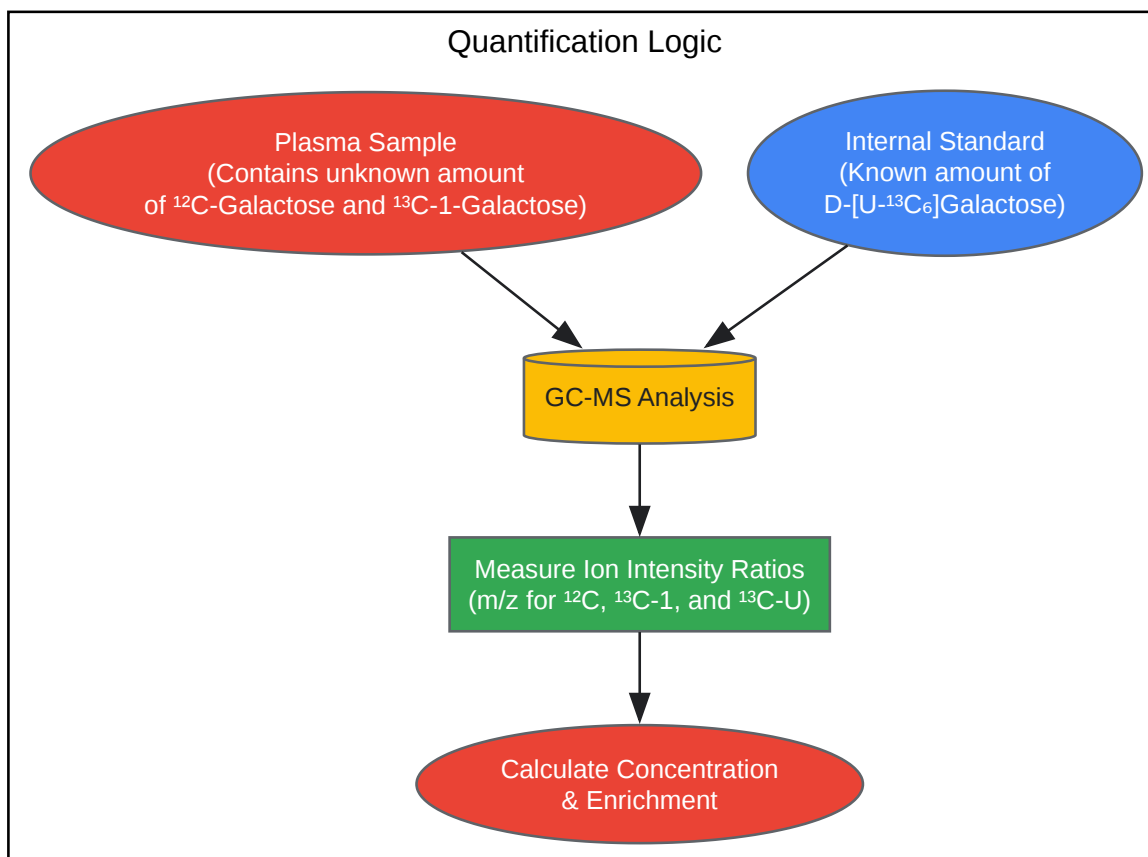 Quantification Logic
Plasma Sample
(Contains unknown amount
of ¹²C-Galactose and ¹³C-1-Galactose)
Internal Standard
(Known amount of
D-[U-¹³C₆]Galactose)
GC-MS Analysis
Measure Ion Intensity Ratios
(m/z for ¹²C, ¹³C-1, and ¹³C-U)
Calculate Concentration
& Enrichment